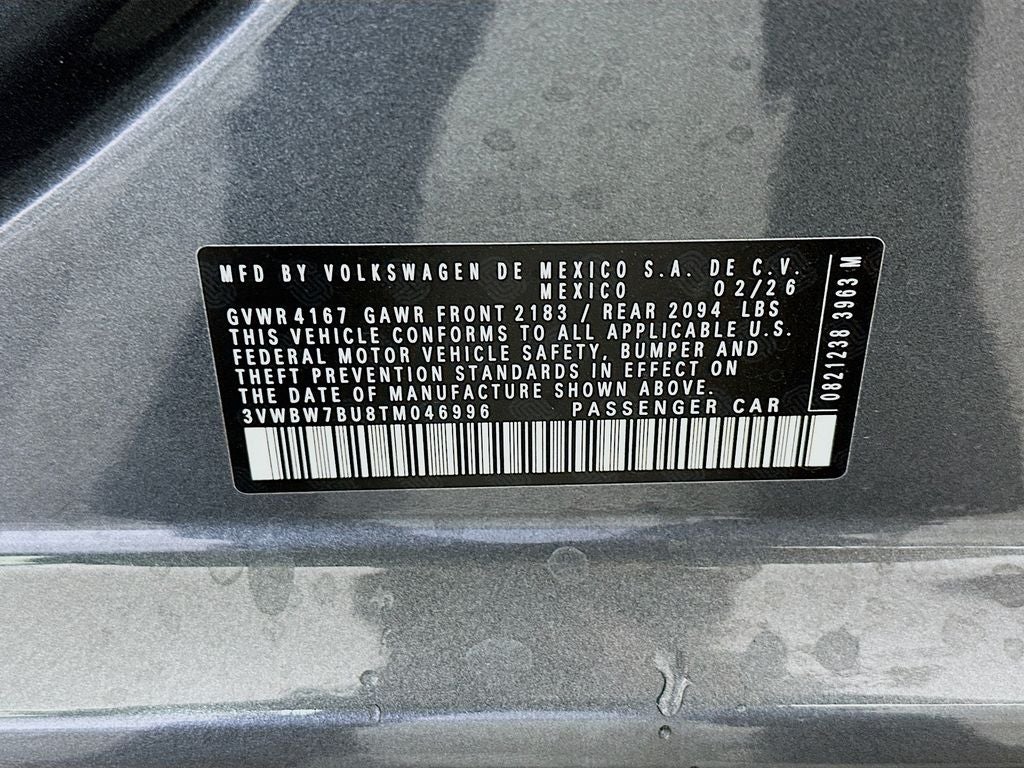 MFD BY VOLKSWAGEN DE MEXICO S.A. DE C.V.
MEXICO 02/26
GVWR 4167 GAWR FRONT 2183 / REAR 2094 LBS
THIS VEHICLE CONFORMS TO ALL APPLICABLE U.S.
FEDERAL MOTOR VEHICLE SAFETY, BUMPER AND
THEFT PREVENTION STANDARDS IN EFFECT ON
THE DATE OF MANUFACTURE SHOWN ABOVE.
3VWBW7BU8TM046996 PASSENGER CAR
0821238 3963 M